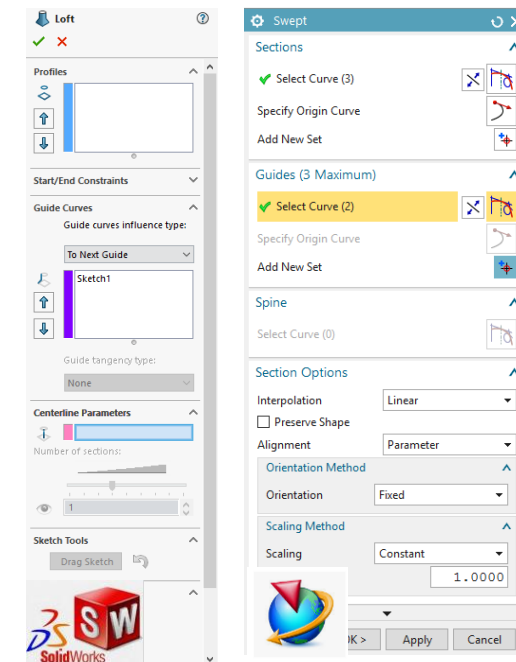 Loft
Profiles
Start/End Constraints
Guide Curves
Guide curves influence type:
To Next Guide
Sketch1
Guide tangency type:
None
Centerline Parameters
Number of sections:
1
Sketch Tools
Drag Sketch
SW
SolidWorks
Swept
Sections
Select Curve (3)
Specify Origin Curve
Add New Set
Guides (3 Maximum)
Select Curve (2)
Specify Origin Curve
Add New Set
Spine
Select Curve (0)
Section Options
Interpolation Linear
Preserve Shape
Alignment Parameter
Orientation Method
Orientation Fixed
Scaling Method
Scaling Constant
1.0000
K > Apply Cancel